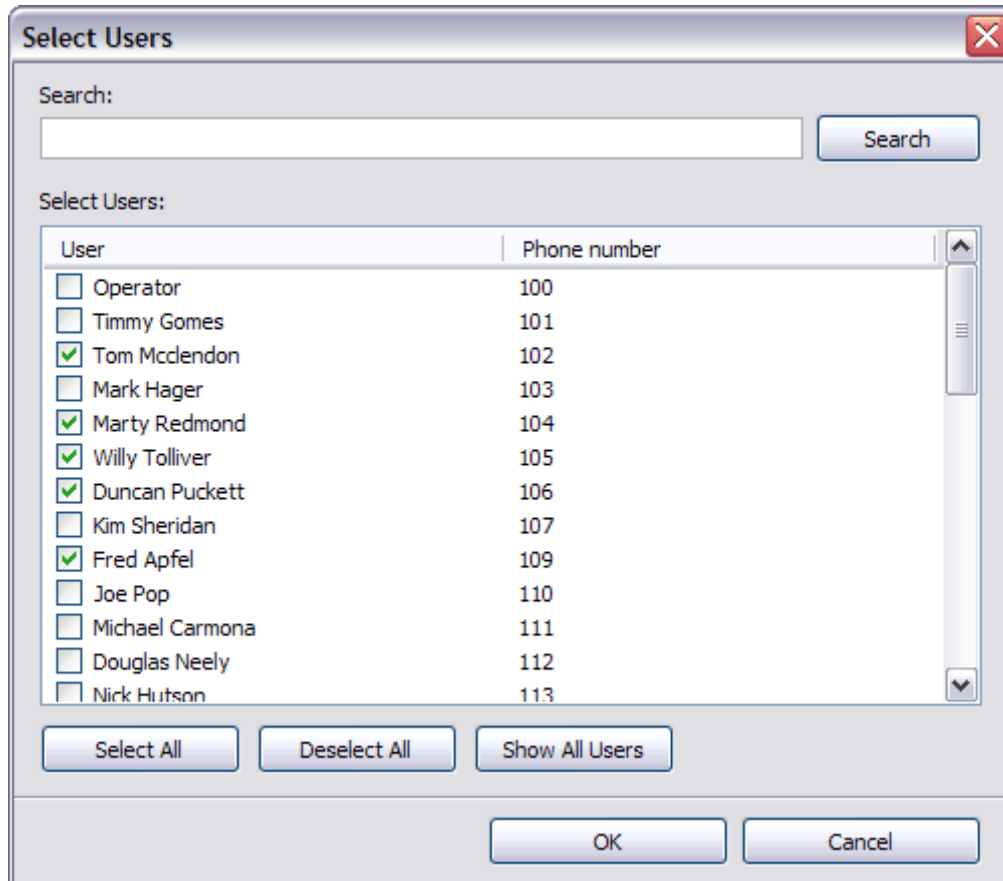 Select Users
Search:
Search
Select Users:
User Phone number
Operator 100
Timmy Gomes 101
Tom Mcclendon 102
Mark Hager 103
Marty Redmond 104
Willy Tolliver 105
Duncan Puckett 106
Kim Sheridan 107
Fred Apfel 109
Joe Pop 110
Michael Carmona 111
Douglas Neely 112
Nick Hutson 113
Select All Deselect All Show All Users
OK Cancel